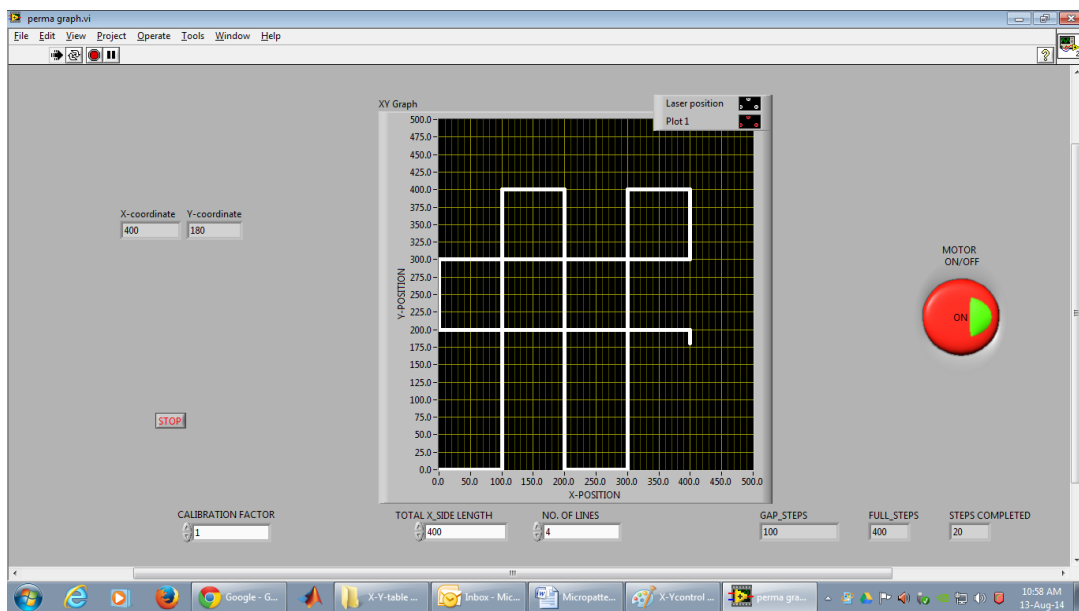 perma graph.vi
File Edit View Project Operate Tools Window Help
XY Graph
Laser position
Plot 1
500.0
475.0
450.0
425.0
400.0
375.0
350.0
325.0
300.0
275.0
250.0
225.0
200.0
175.0
150.0
125.0
100.0
75.0
50.0
25.0
0.0
Y-POSITION
0.0 50.0 100.0 150.0 200.0 250.0 300.0 350.0 400.0 450.0 500.0
X-POSITION
X-coordinate Y-coordinate
400 180
MOTOR
ON/OFF
ON
STOP
CALIBRATION FACTOR
1
TOTAL X_SIDE LENGTH
400
NO. OF LINES
4
GAP_STEPS
100
FULL_STEPS
400
STEPS COMPLETED
20
Google - G...
X-Y-table ...
Inbox - Mic...
Micropatte...
X-Ycontrol ...
perma gra...
10:58 AM
13-Aug-14